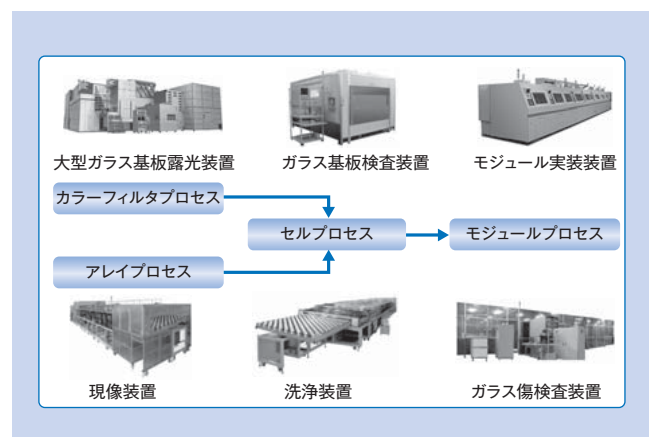 大型ガラス基板露光装置
ガラス基板検査装置
モジュール実装装置
カラーフィルタプロセス
セルプロセス
モジュールプロセス
アレイプロセス
現像装置
洗浄装置
ガラス傷検査装置